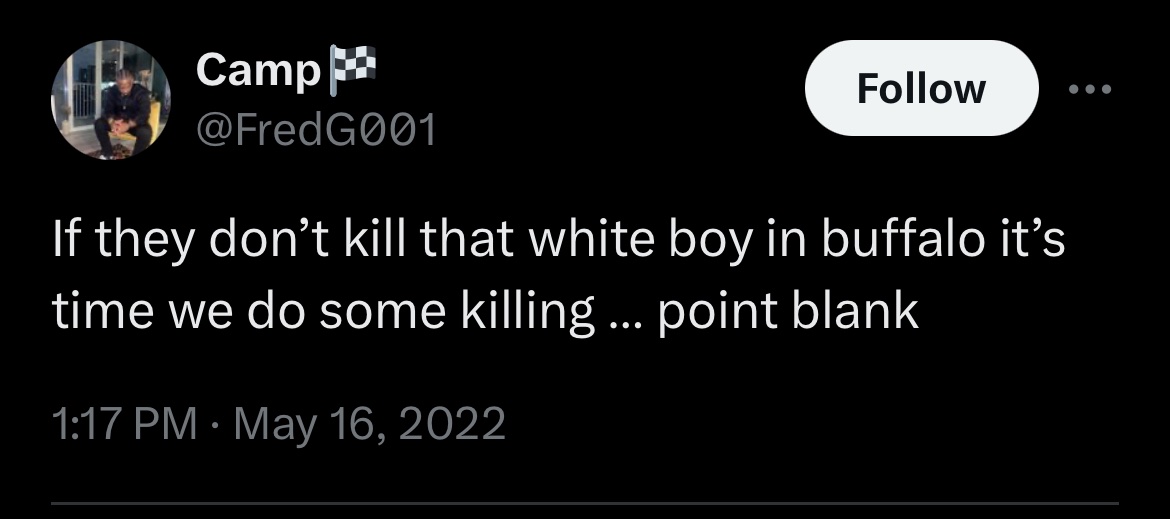 Camp🏁
@FredG001
Follow
If they don’t kill that white boy in buffalo it’s
time we do some killing ... point blank
1:17 PM · May 16, 2022